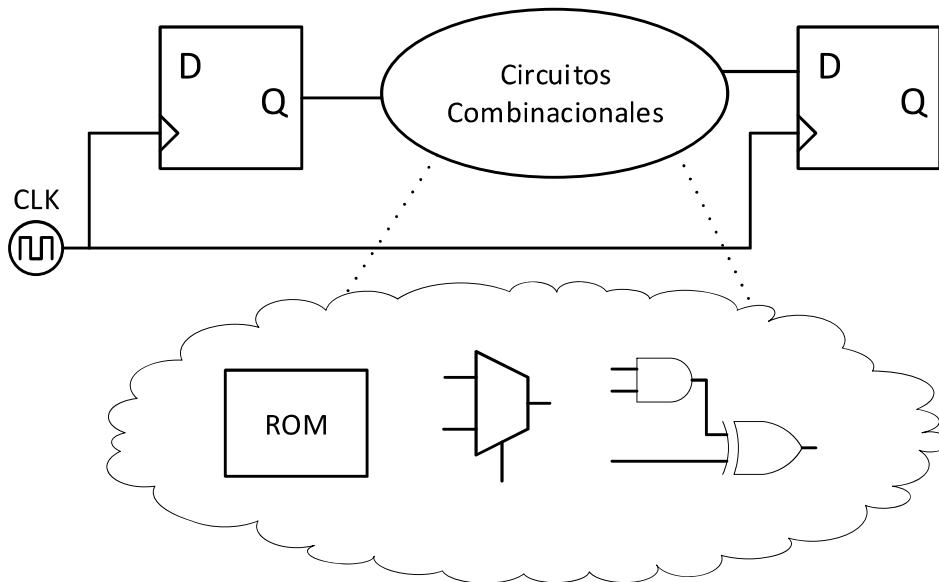 D
Q
Circuitos
Combinacionales
D
Q
CLK
ROM